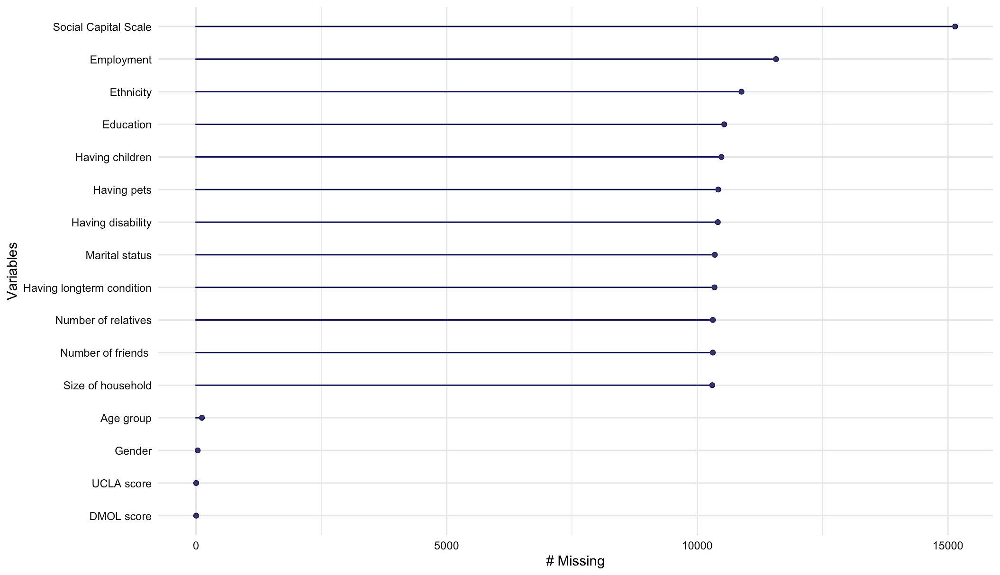 Social Capital Scale
Employment
Ethnicity
Education
Having children
Having pets
Having disability
Marital status
Having longterm condition
Number of relatives
Number of friends
Size of household
Age group
Gender
UCLA score
DMOL score
Variables
0 5000 10000 15000
# Missing